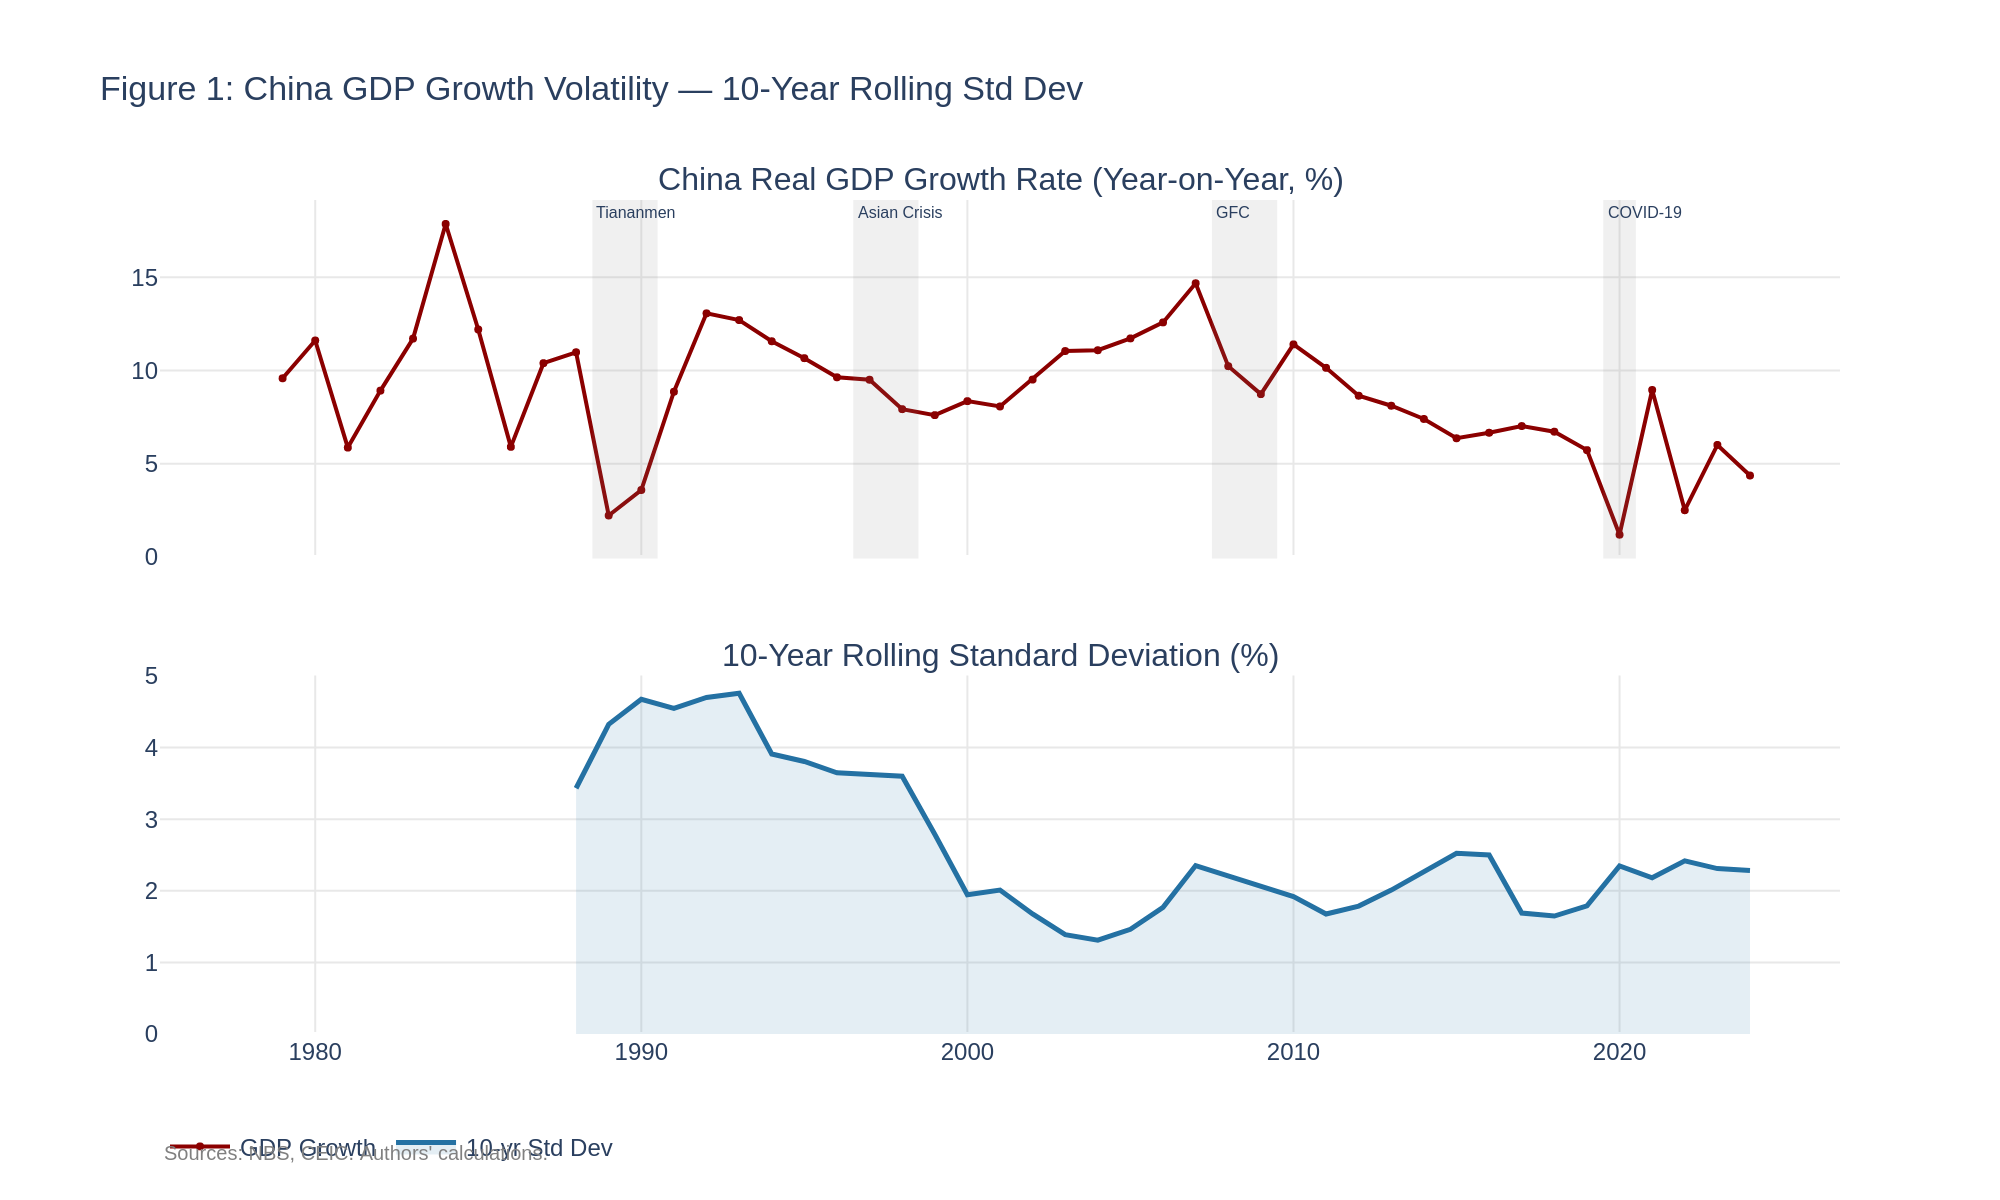 Figure 1: China GDP Growth Volatility — 10-Year Rolling Std Dev
China Real GDP Growth Rate (Year-on-Year, %)
Tiananmen
Asian Crisis
GFC
COVID-19
15
10
5
0
10-Year Rolling Standard Deviation (%)
5
4
3
2
1
0
1980
1990
2000
2010
2020
GDP Growth
10-yr Std Dev
Sources: NBS, CEIC. Authors' calculations.